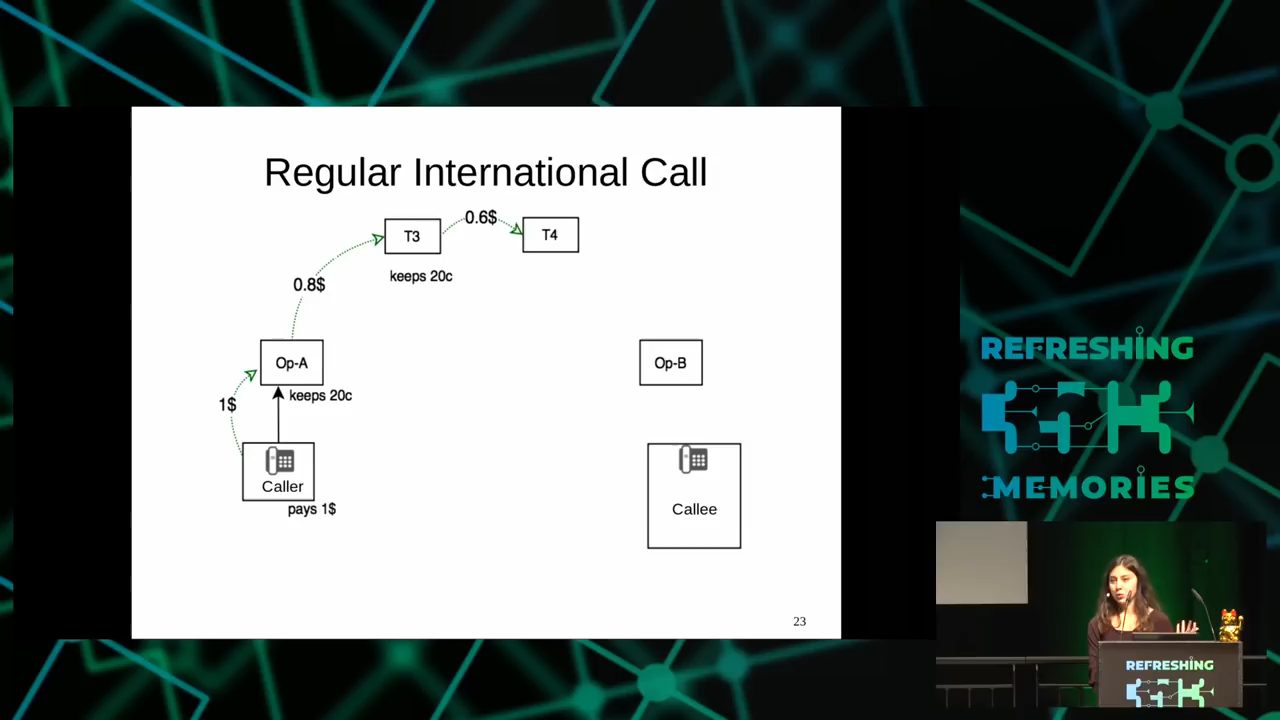 Regular International Call
0.6$
T3
T4
keeps 20c
0.8$
Op-A
Op-B
keeps 20c
1$
Caller
pays 1$
Callee
23
REFRESHING
MEMORIES
REFRESHING